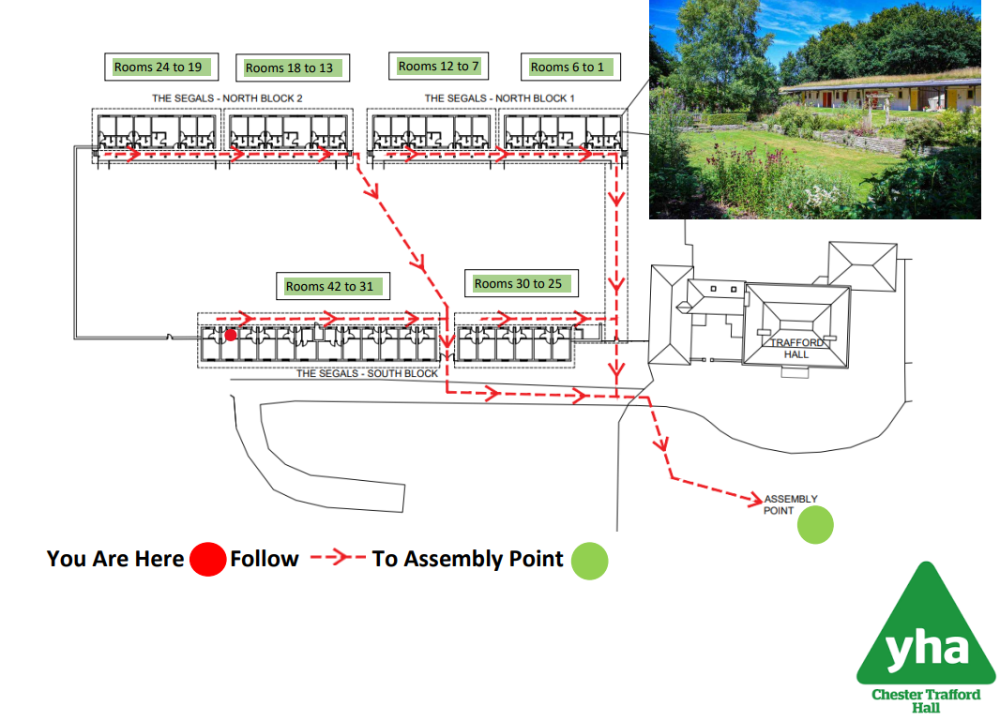 Rooms 24 to 19
Rooms 18 to 13
Rooms 12 to 7
Rooms 6 to 1
THE SEGALS - NORTH BLOCK 2
THE SEGALS - NORTH BLOCK 1
Rooms 42 to 31
Rooms 30 to 25
TRAFFORD
HALL
THE SEGALS - SOUTH BLOCK
ASSEMBLY
POINT
You Are Here Follow To Assembly Point
yha
Chester Trafford
Hall